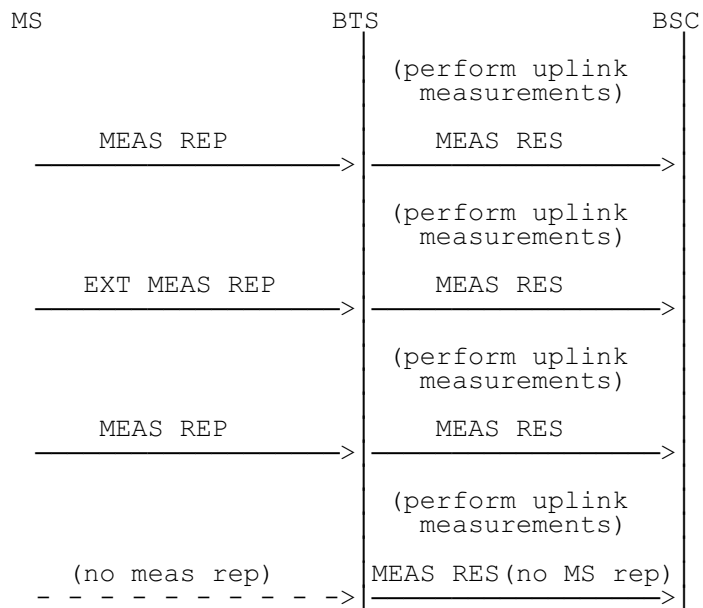 MS BTS BSC
(perform uplink
measurements)
MEAS REP MEAS RES
(perform uplink
measurements)
EXT MEAS REP MEAS RES
(perform uplink
measurements)
MEAS REP MEAS RES
(perform uplink
measurements)
(no meas rep) MEAS RES(no MS rep)